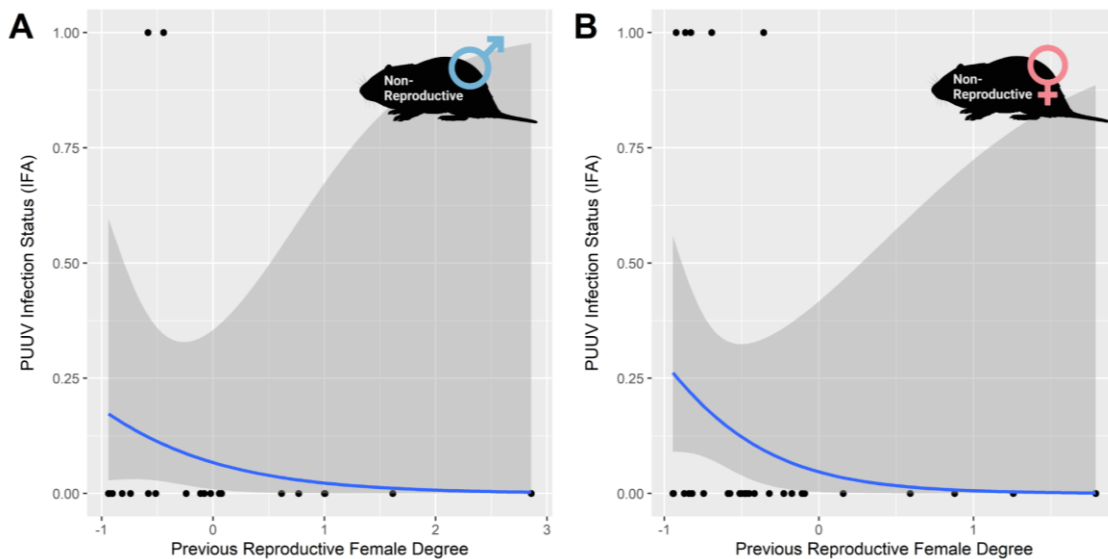 A
B
PUUV Infection Status (IFA)
1.00
0.75
0.50
0.25
0.00
Non-
Reproductive
-1
0
1
2
3
Previous Reproductive Female Degree
PUUV Infection Status (IFA)
1.00
0.75
0.50
0.25
0.00
Non-
Reproductive
-1
0
1
Previous Reproductive Female Degree